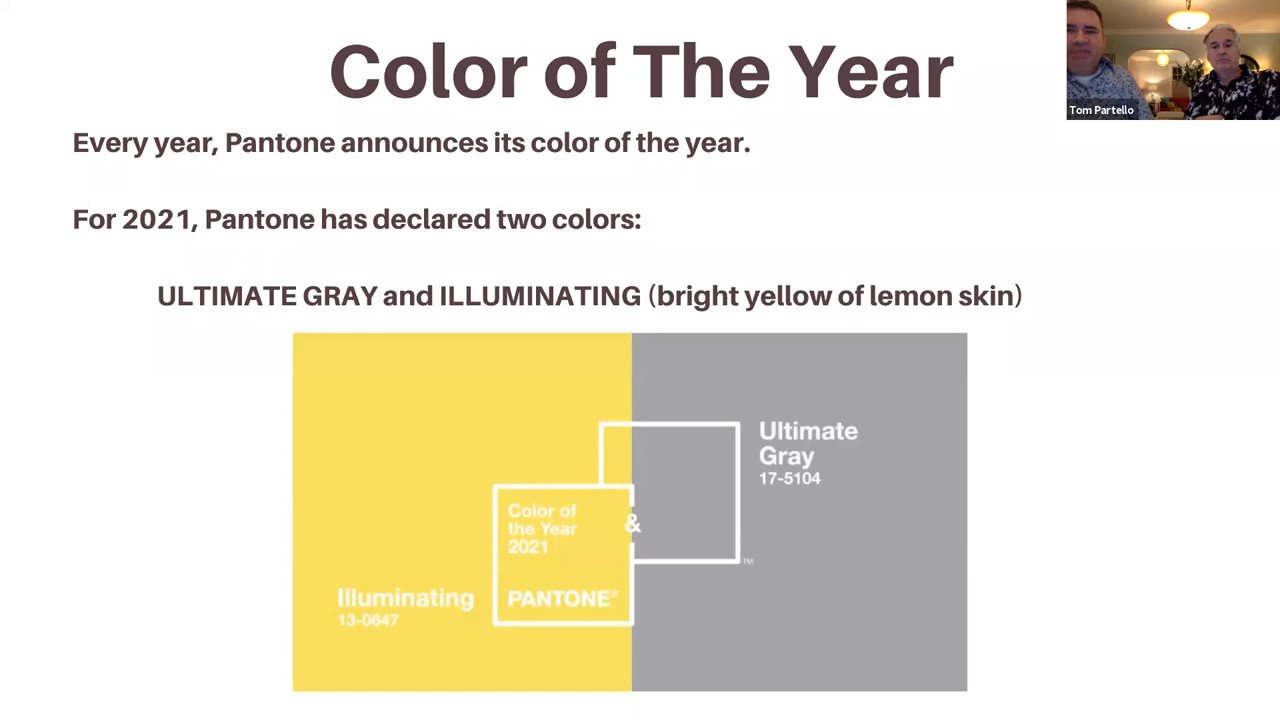 Color of The Year
Tom Partello
Every year, Pantone announces its color of the year.
For 2021, Pantone has declared two colors:
ULTIMATE GRAY and ILLUMINATING (bright yellow of lemon skin)
Ultimate
Gray
17-5104
Color of
the Year
2021
&
™
Illuminating
13-0647
PANTONE®